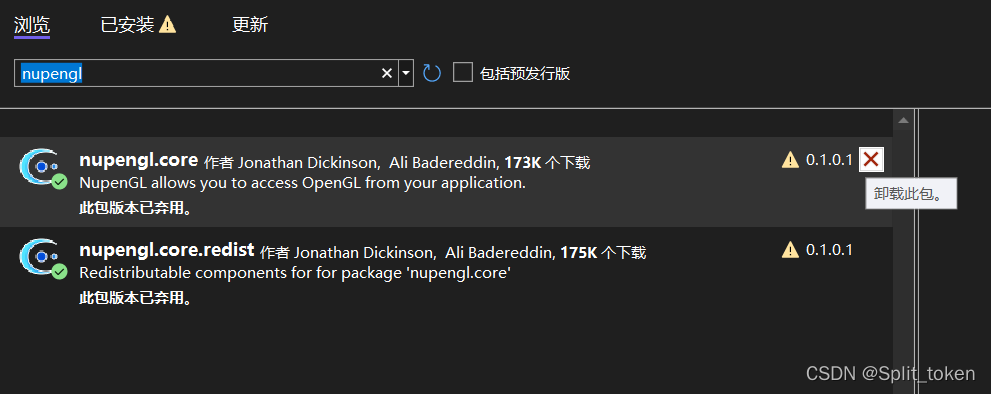 浏览 已安装 更新
nupengl 包括预发行版
nupengl.core 作者 Jonathan Dickinson, Ali Badereddin, 173K 个下载 0.1.0.1
NupenGL allows you to access OpenGL from your application.
卸载此包。
此包版本已弃用。
nupengl.core.redist 作者 Jonathan Dickinson, Ali Badereddin, 175K 个下载 0.1.0.1
Redistributable components for for package 'nupengl.core'
此包版本已弃用。
CSDN @Split_token